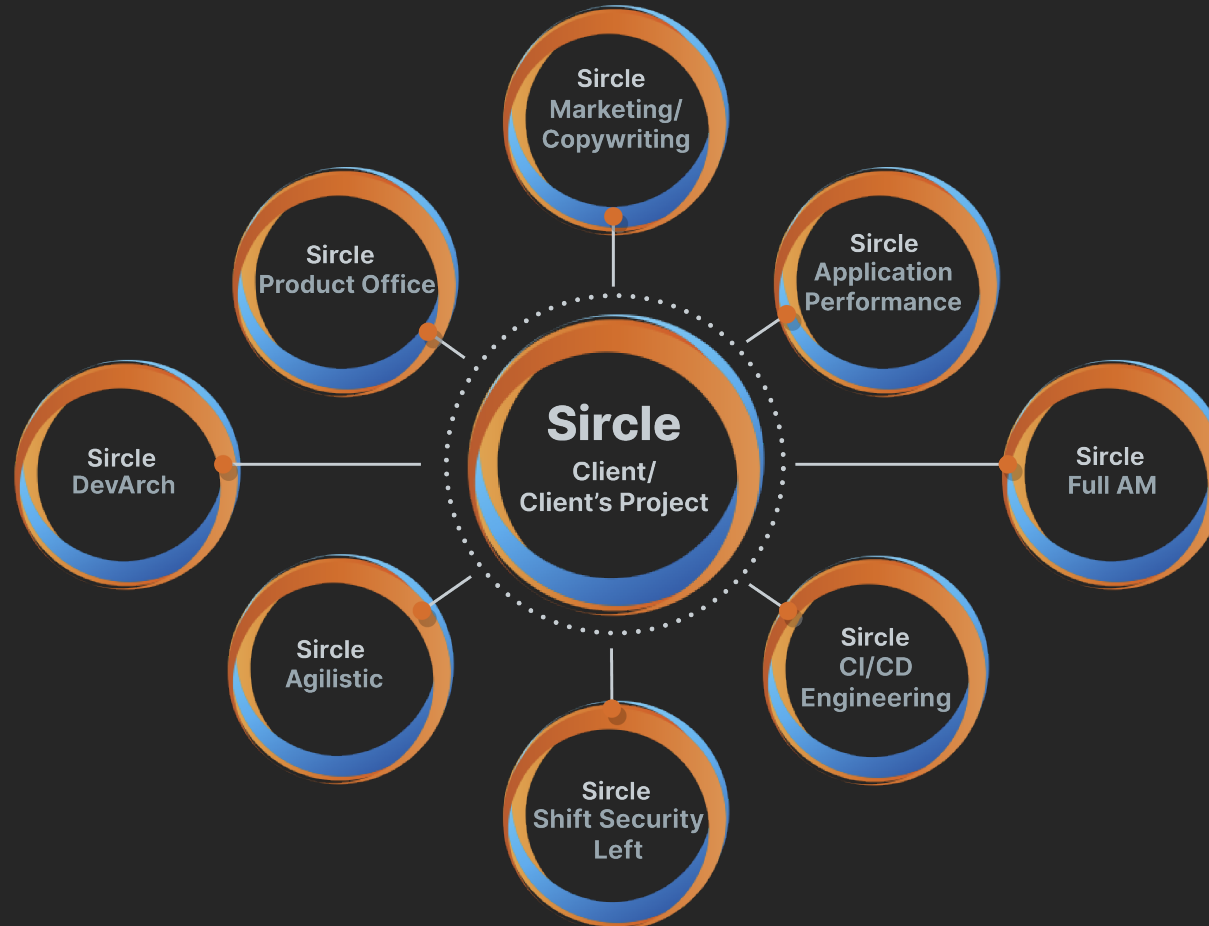 Sircle
Marketing/
Copywriting
Sircle
Product Office
Sircle
Application
Performance
Sircle
DevArch
Sircle
Client/
Client’s Project
Sircle
Full AM
Sircle
Agilistic
Sircle
CI/CD
Engineering
Sircle
Shift Security
Left